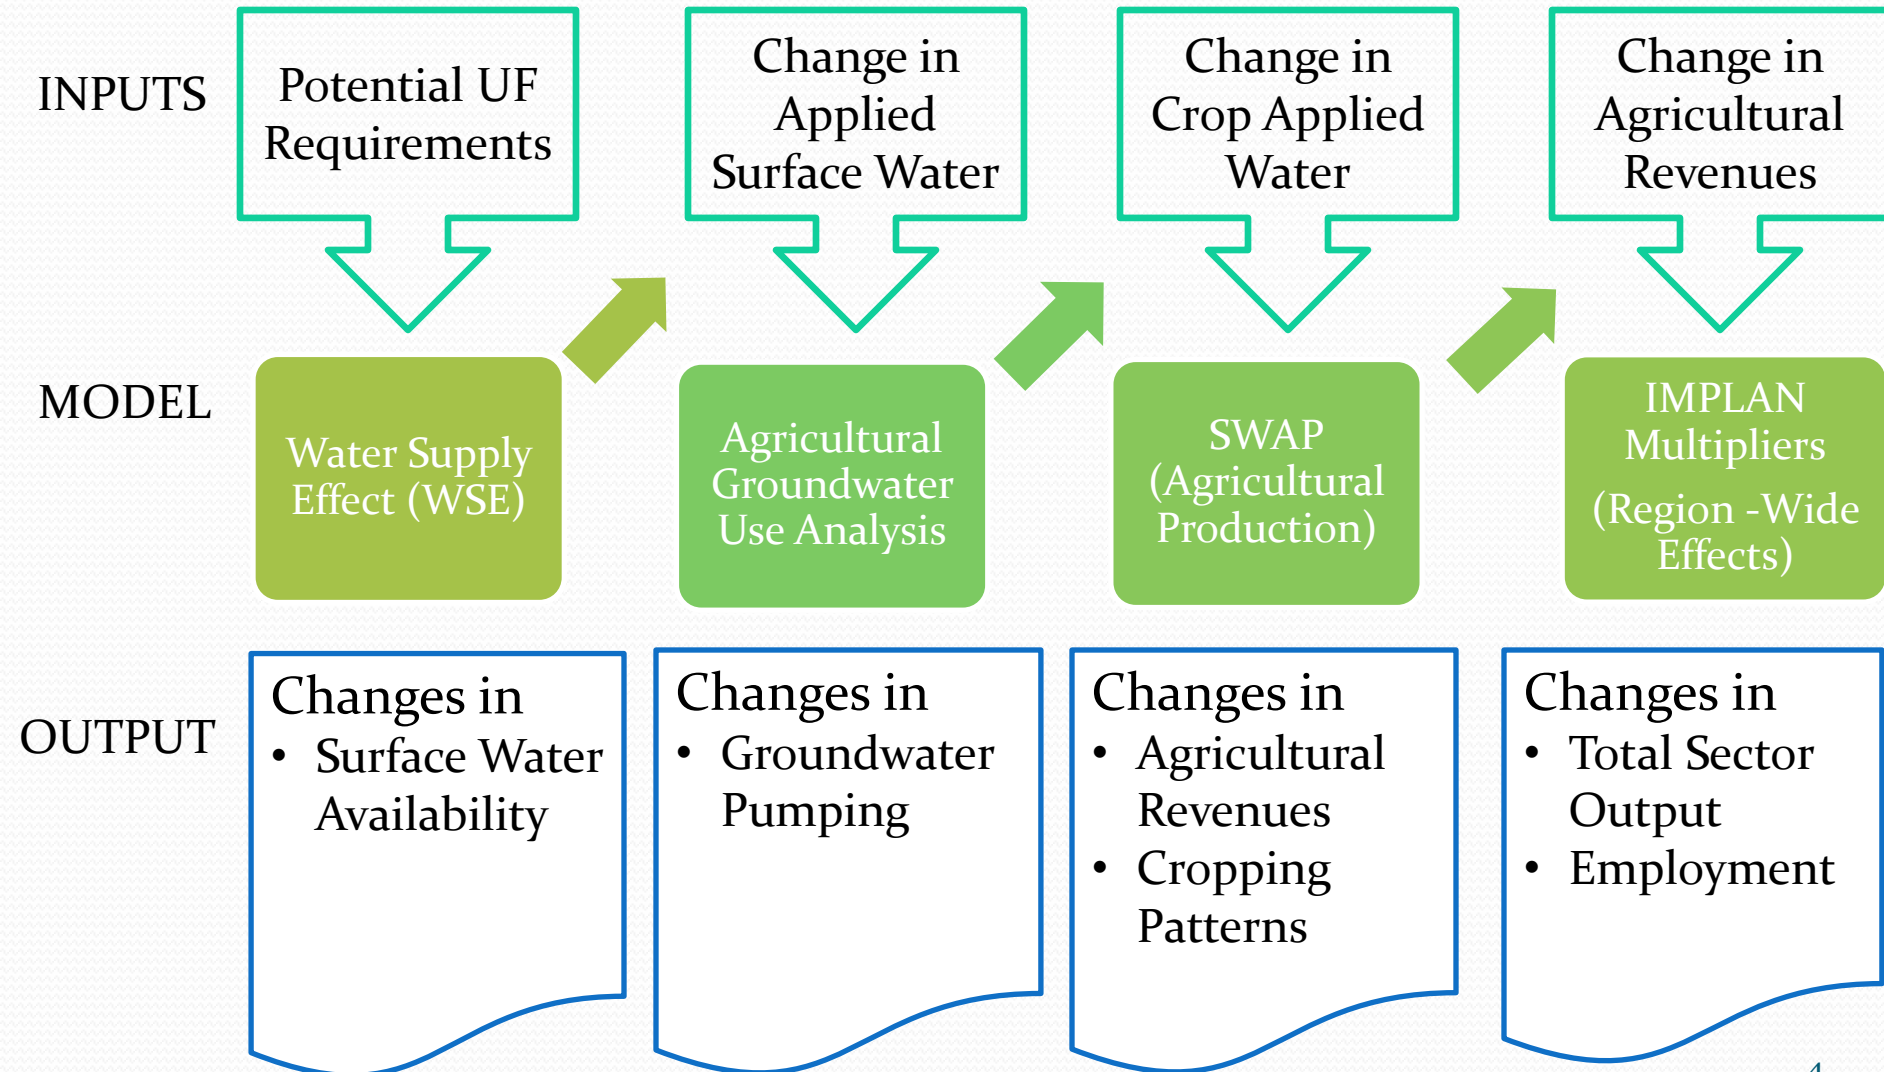 INPUTS
Potential UF
Requirements
Change in
Applied
Surface Water
Change in
Crop Applied
Water
Change in
Agricultural
Revenues
MODEL
Water Supply
Effect (WSE)
Agricultural
Groundwater
Use Analysis
SWAP
(Agricultural
Production)
IMPLAN
Multipliers
(Region -Wide
Effects)
OUTPUT
Changes in
• Surface Water
Availability
Changes in
• Groundwater
Pumping
Changes in
• Agricultural
Revenues
• Cropping
Patterns
Changes in
• Total Sector
Output
• Employment
4